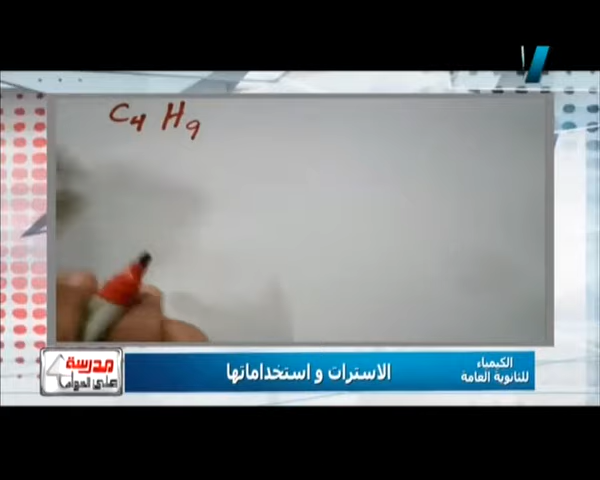 C₄ H₉
الكيمياء
للثانوية العامة
الاسترات و استخداماتها
مدرسة
على الهواء